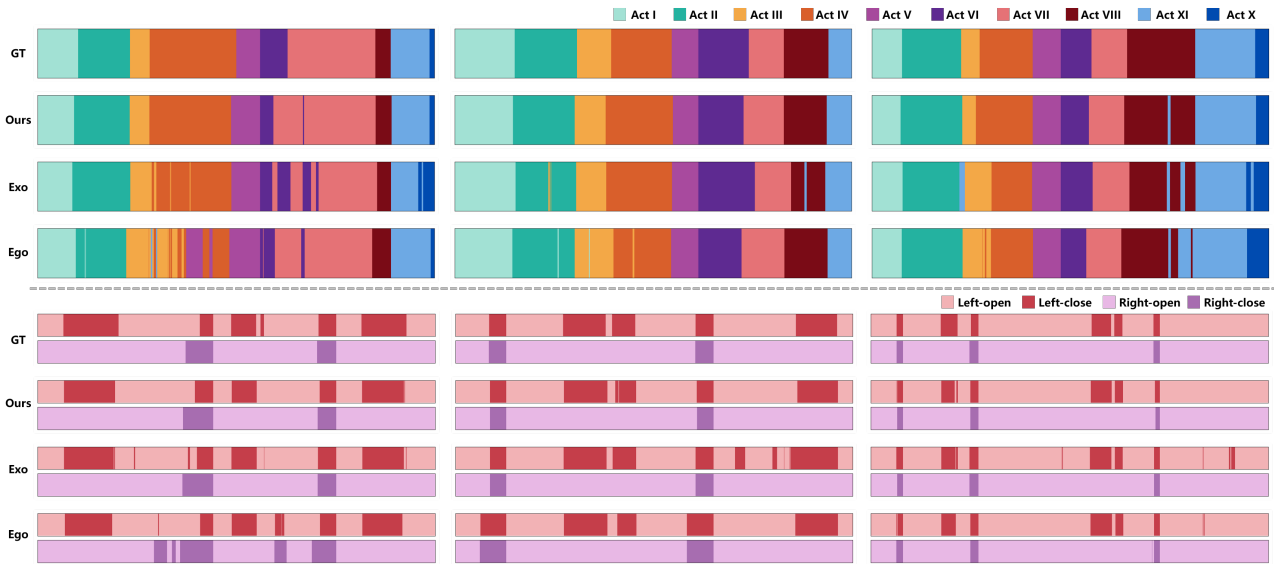 Act I Act II Act III Act IV Act V Act VI Act VII Act VIII Act XI Act X
GT
Ours
Exo
Ego
Left-open Left-close Right-open Right-close
GT
Ours
Exo
Ego